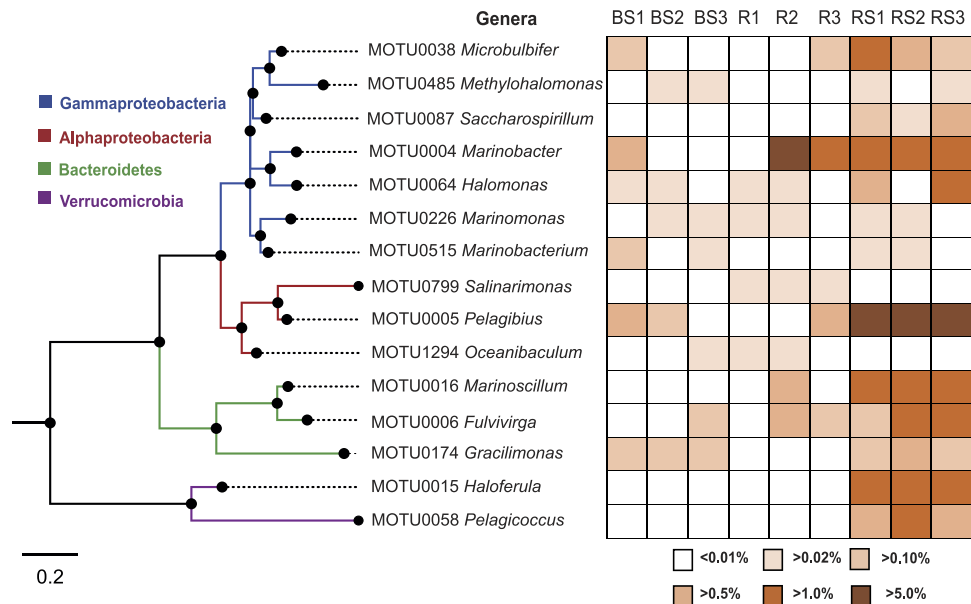 Genera BS1 BS2 BS3 R1 R2 R3 RS1 RS2 RS3
MOTU0038 Microbulbifer
MOTU0485 Methylohalomonas
MOTU0087 Saccharospirillum
MOTU0004 Marinobacter
MOTU0064 Halomonas
MOTU0226 Marinomonas
MOTU0515 Marinobacterium
MOTU0799 Salinarimonas
MOTU0005 Pelagibius
MOTU1294 Oceanibaculum
MOTU0016 Marinoscillum
MOTU0006 Fulvivirga
MOTU0174 Gracilimonas
MOTU0015 Haloferula
MOTU0058 Pelagicoccus
Gammaproteobacteria
Alphaproteobacteria
Bacteroidetes
Verrucomicrobia
0.2
<0.01% >0.02% >0.10%
>0.5% >1.0% >5.0%